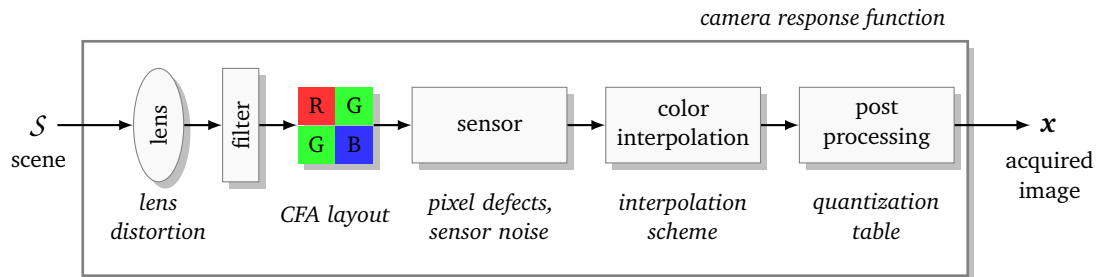 camera response function
𝒮
scene
lens
filter
R G
G B
sensor
color
interpolation
post
processing
x
acquired
image
lens
distortion
CFA layout
pixel defects,
sensor noise
interpolation
scheme
quantization
table